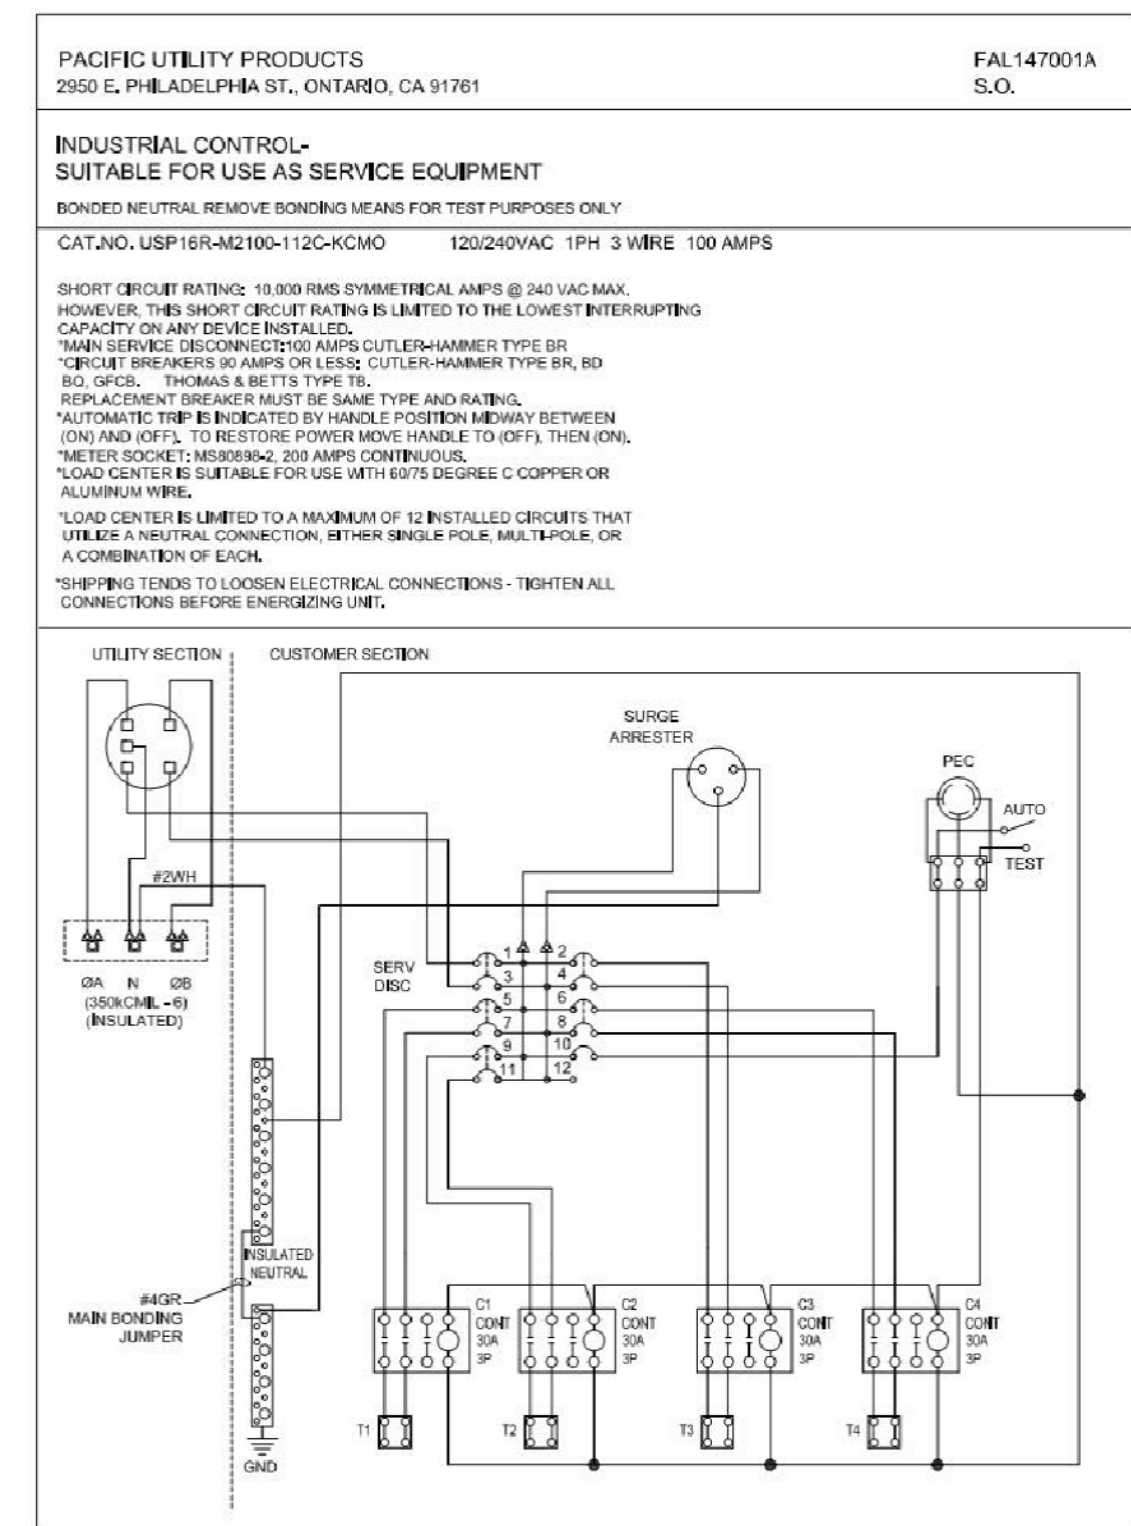 PACIFIC UTILITY PRODUCTS
2950 E. PHILADELPHIA ST., ONTARIO, CA 91761
FAL147001A
S.O.
INDUSTRIAL CONTROL-
SUITABLE FOR USE AS SERVICE EQUIPMENT
BONDED NEUTRAL REMOVE BONDING MEANS FOR TEST PURPOSES ONLY
CAT.NO. USP16R-M2100-112C-KCMO 120/240VAC 1PH 3 WIRE 100 AMPS
SHORT CIRCUIT RATING: 10,000 RMS SYMMETRICAL AMPS @ 240 VAC MAX.
HOWEVER, THIS SHORT CIRCUIT RATING IS LIMITED TO THE LOWEST INTERRUPTING
CAPACITY ON ANY DEVICE INSTALLED.
*MAIN SERVICE DISCONNECT:100 AMPS CUTLER-HAMMER TYPE BR
*CIRCUIT BREAKERS 90 AMPS OR LESS: CUTLER-HAMMER TYPE BR, BD
BQ, GFCB. THOMAS & BETTS TYPE TB.
REPLACEMENT BREAKER MUST BE SAME TYPE AND RATING.
*AUTOMATIC TRIP IS INDICATED BY HANDLE POSITION MIDWAY BETWEEN
(ON) AND (OFF). TO RESTORE POWER MOVE HANDLE TO (OFF), THEN (ON).
*METER SOCKET: MS80898-2, 200 AMPS CONTINUOUS.
*LOAD CENTER IS SUITABLE FOR USE WITH 60/75 DEGREE C COPPER OR
ALUMINUM WIRE.
*LOAD CENTER IS LIMITED TO A MAXIMUM OF 12 INSTALLED CIRCUITS THAT
UTILIZE A NEUTRAL CONNECTION, EITHER SINGLE POLE, MULTI-POLE, OR
A COMBINATION OF EACH.
*SHIPPING TENDS TO LOOSEN ELECTRICAL CONNECTIONS - TIGHTEN ALL
CONNECTIONS BEFORE ENERGIZING UNIT.
UTILITY SECTION
CUSTOMER SECTION
SURGE
ARRESTER
PEC
AUTO
TEST
#2WH
ØA N ØB
(350kCMIL - 6)
(INSULATED)
SERV
DISC
1 2
3 4
5 6
7 8
9 10
11 12
INSULATED
NEUTRAL
#4GR
MAIN BONDING
JUMPER
GND
C1
CONT
30A
3P
C2
CONT
30A
3P
C3
CONT
30A
3P
C4
CONT
30A
3P
T1
T2
T3
T4